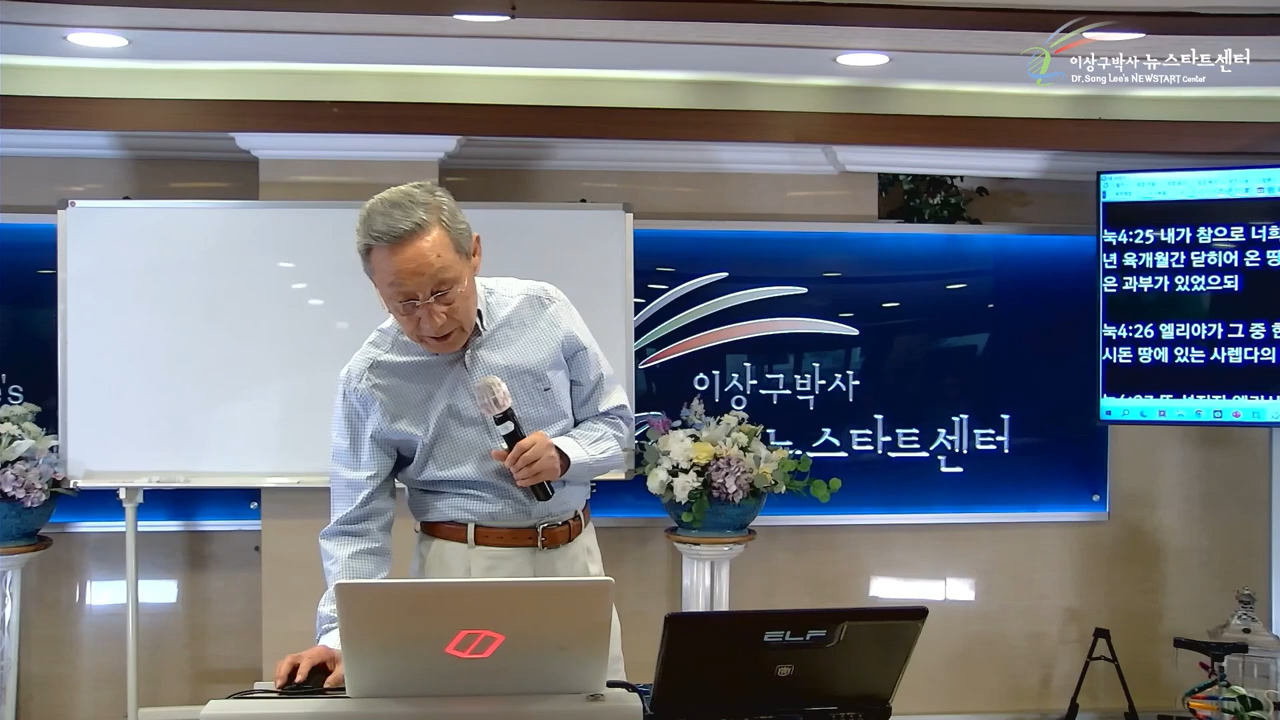 이상구박사 뉴스타트센터
Dr. Sang Lee's NEWSTART Center
눅4:25 내가 참으로 너희
년 육개월간 닫히어 온 땅
은 과부가 있었으되
눅4:26 엘리야가 그 중 한
시돈 땅에 있는 사렙다의
's
이상구박사
뉴스타트센터
ELF